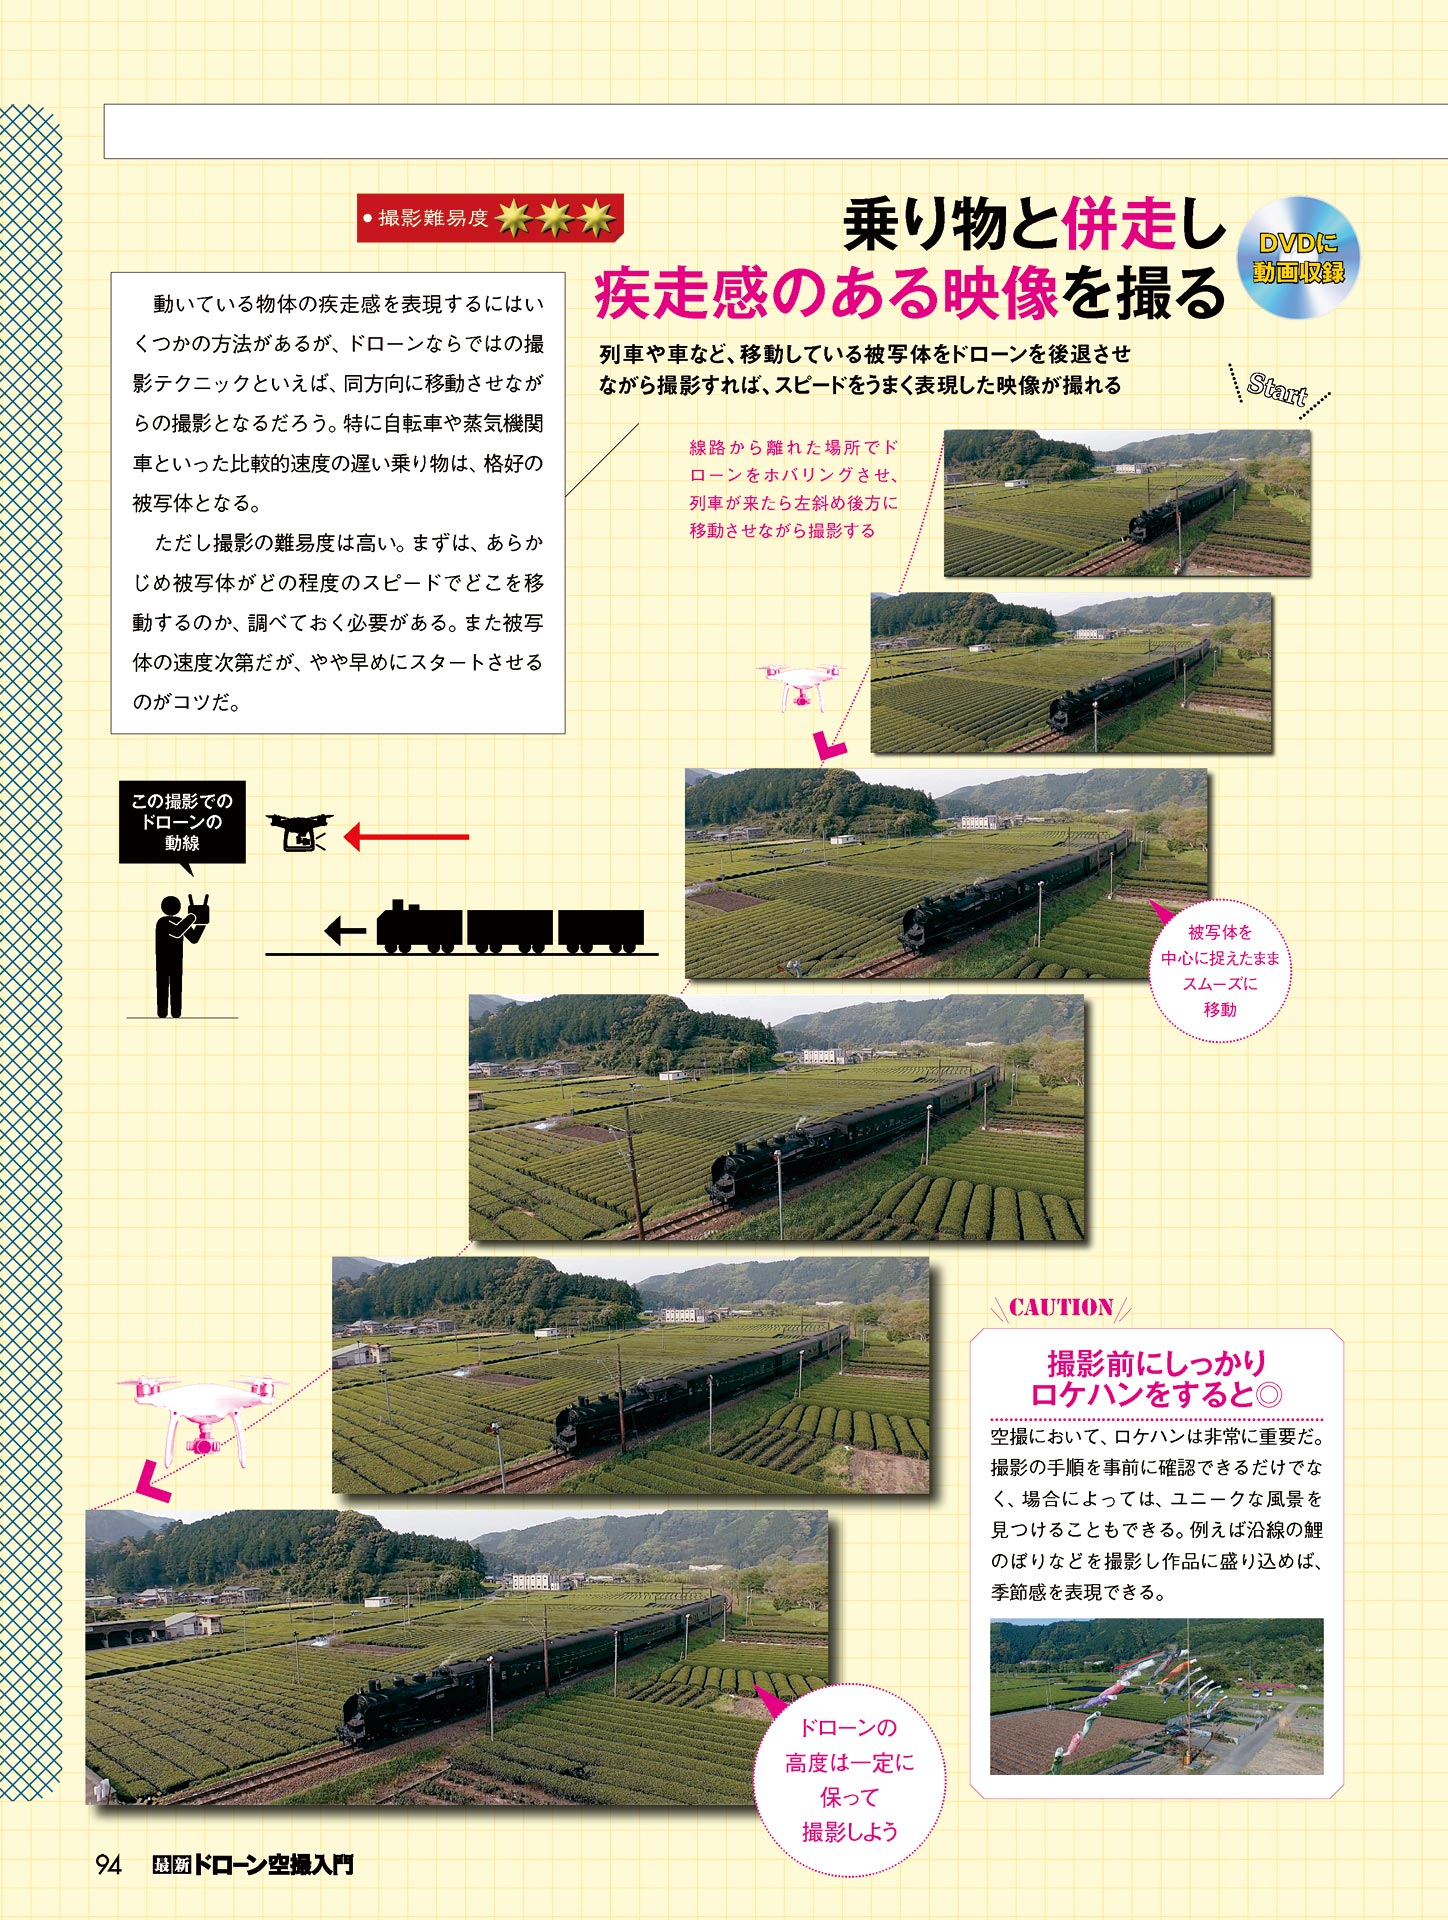 撮影難易度
乗り物と併走し
疾走感のある映像を撮る
DVDに
動画収録
列車や車など、移動している被写体をドローンを後退させ
ながら撮影すれば、スピードをうまく表現した映像が撮れる
動いている物体の疾走感を表現するにはい
くつかの方法があるが、ドローンならではの撮
影テクニックといえば、同方向に移動させなが
らの撮影となるだろう。特に自転車や蒸気機関
車といった比較的速度の遅い乗り物は、格好の
被写体となる。
ただし撮影の難易度は高い。まずは、あらか
じめ被写体がどの程度のスピードでどこを移
動するのか、調べておく必要がある。また被写
体の速度次第だが、やや早めにスタートさせる
のがコツだ。
Start
線路から離れた場所でド
ローンをホバリングさせ、
列車が来たら左斜め後方に
移動させながら撮影する
この撮影での
ドローンの
動線
被写体を
中心に捉えたまま
スムーズに
移動
CAUTION
撮影前にしっかり
ロケハンをすると◎
空撮において、ロケハンは非常に重要だ。
撮影の手順を事前に確認できるだけでな
く、場合によっては、ユニークな風景を
見つけることもできる。例えば沿線の鯉
のぼりなどを撮影し作品に盛り込めば、
季節感を表現できる。
ドローンの
高度は一定に
保って
撮影しよう
94 最新ドローン空撮入門